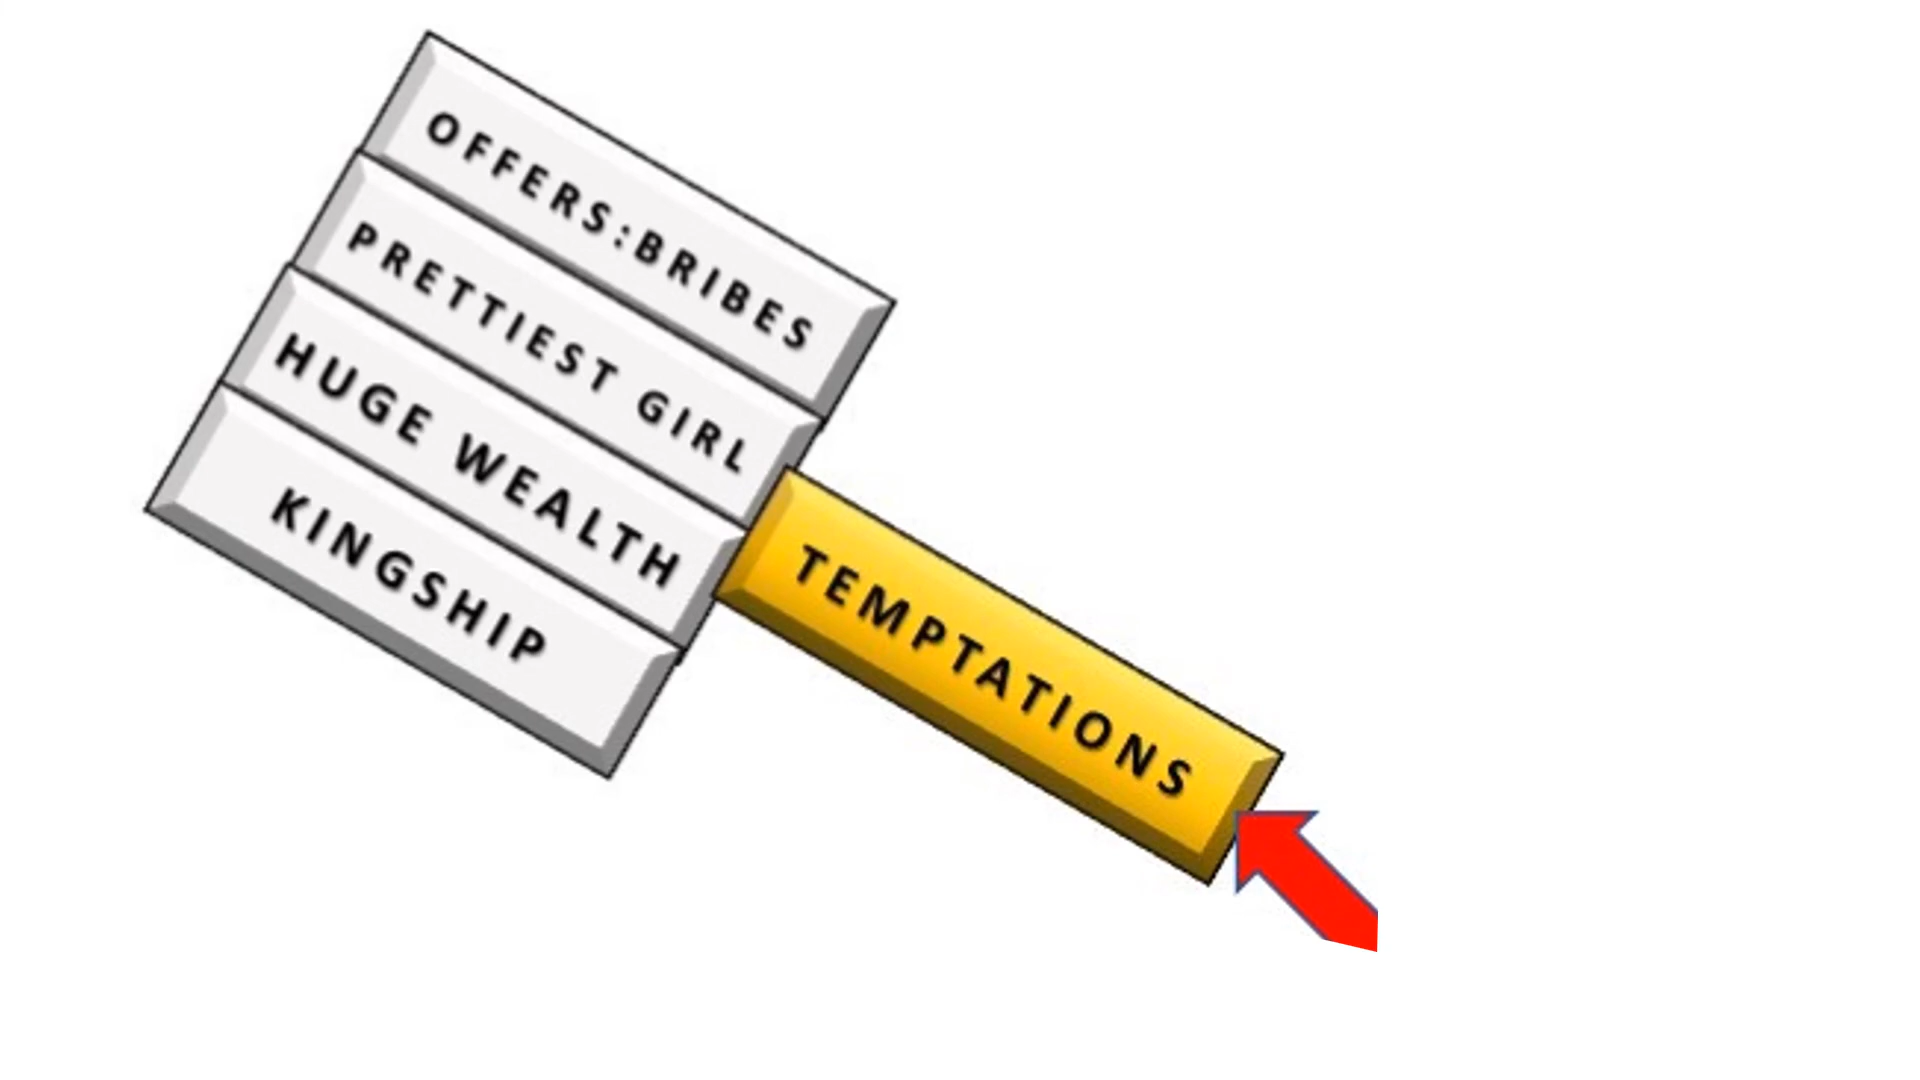 OFFERS:BRIBES
PRETTIEST GIRL
HUGE WEALTH
KINGSHIP
TEMPTATIONS